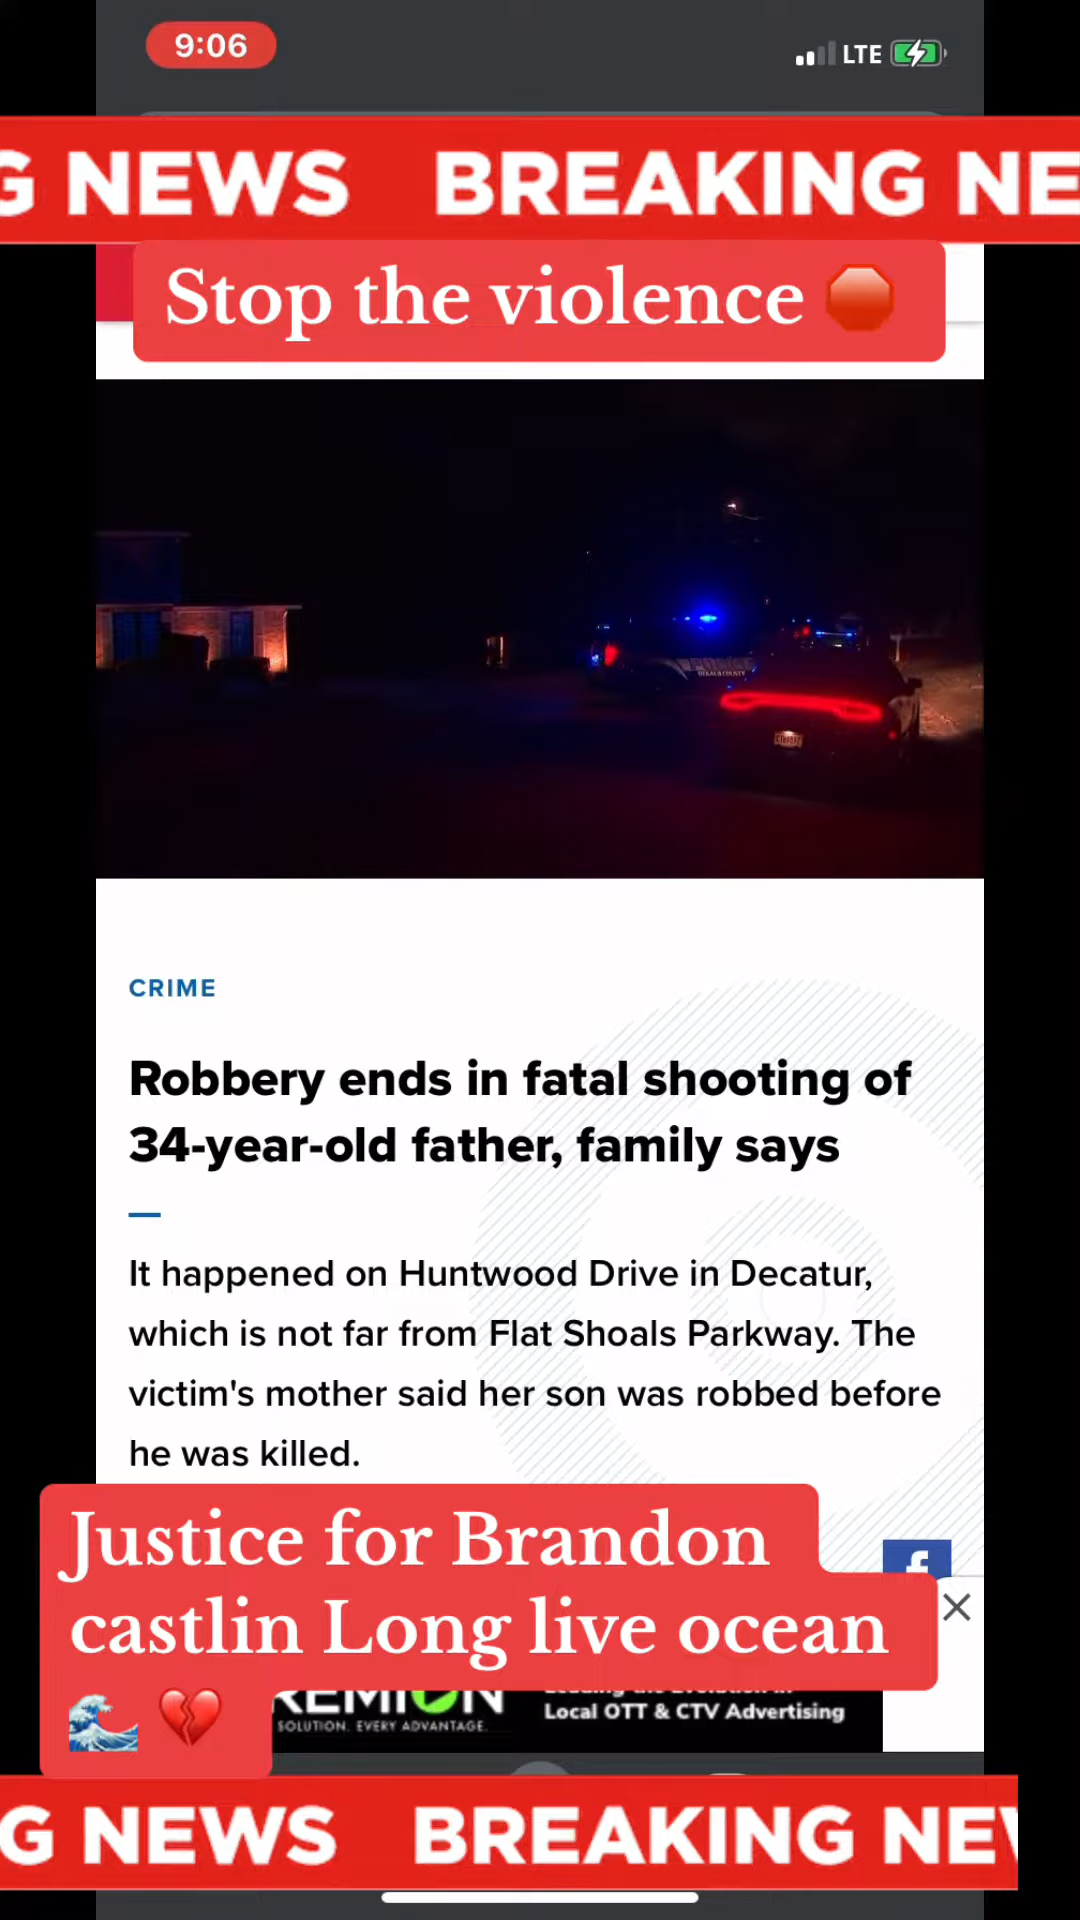 9:06
LTE
G NEWS BREAKING NE
Stop the violence
CRIME
Robbery ends in fatal shooting of
34-year-old father, family says
It happened on Huntwood Drive in Decatur,
which is not far from Flat Shoals Parkway. The
victim's mother said her son was robbed before
he was killed.
Justice for Brandon
castlin Long live ocean
SOLUTION. EVERY ADVANTAGE.
Local OTT & CTV Advertising
G NEWS BREAKING NEW